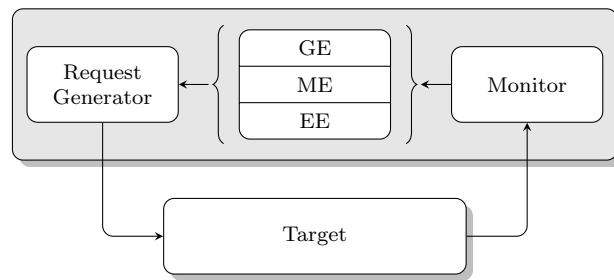 Request
Generator
GE
ME
EE
Monitor
Target